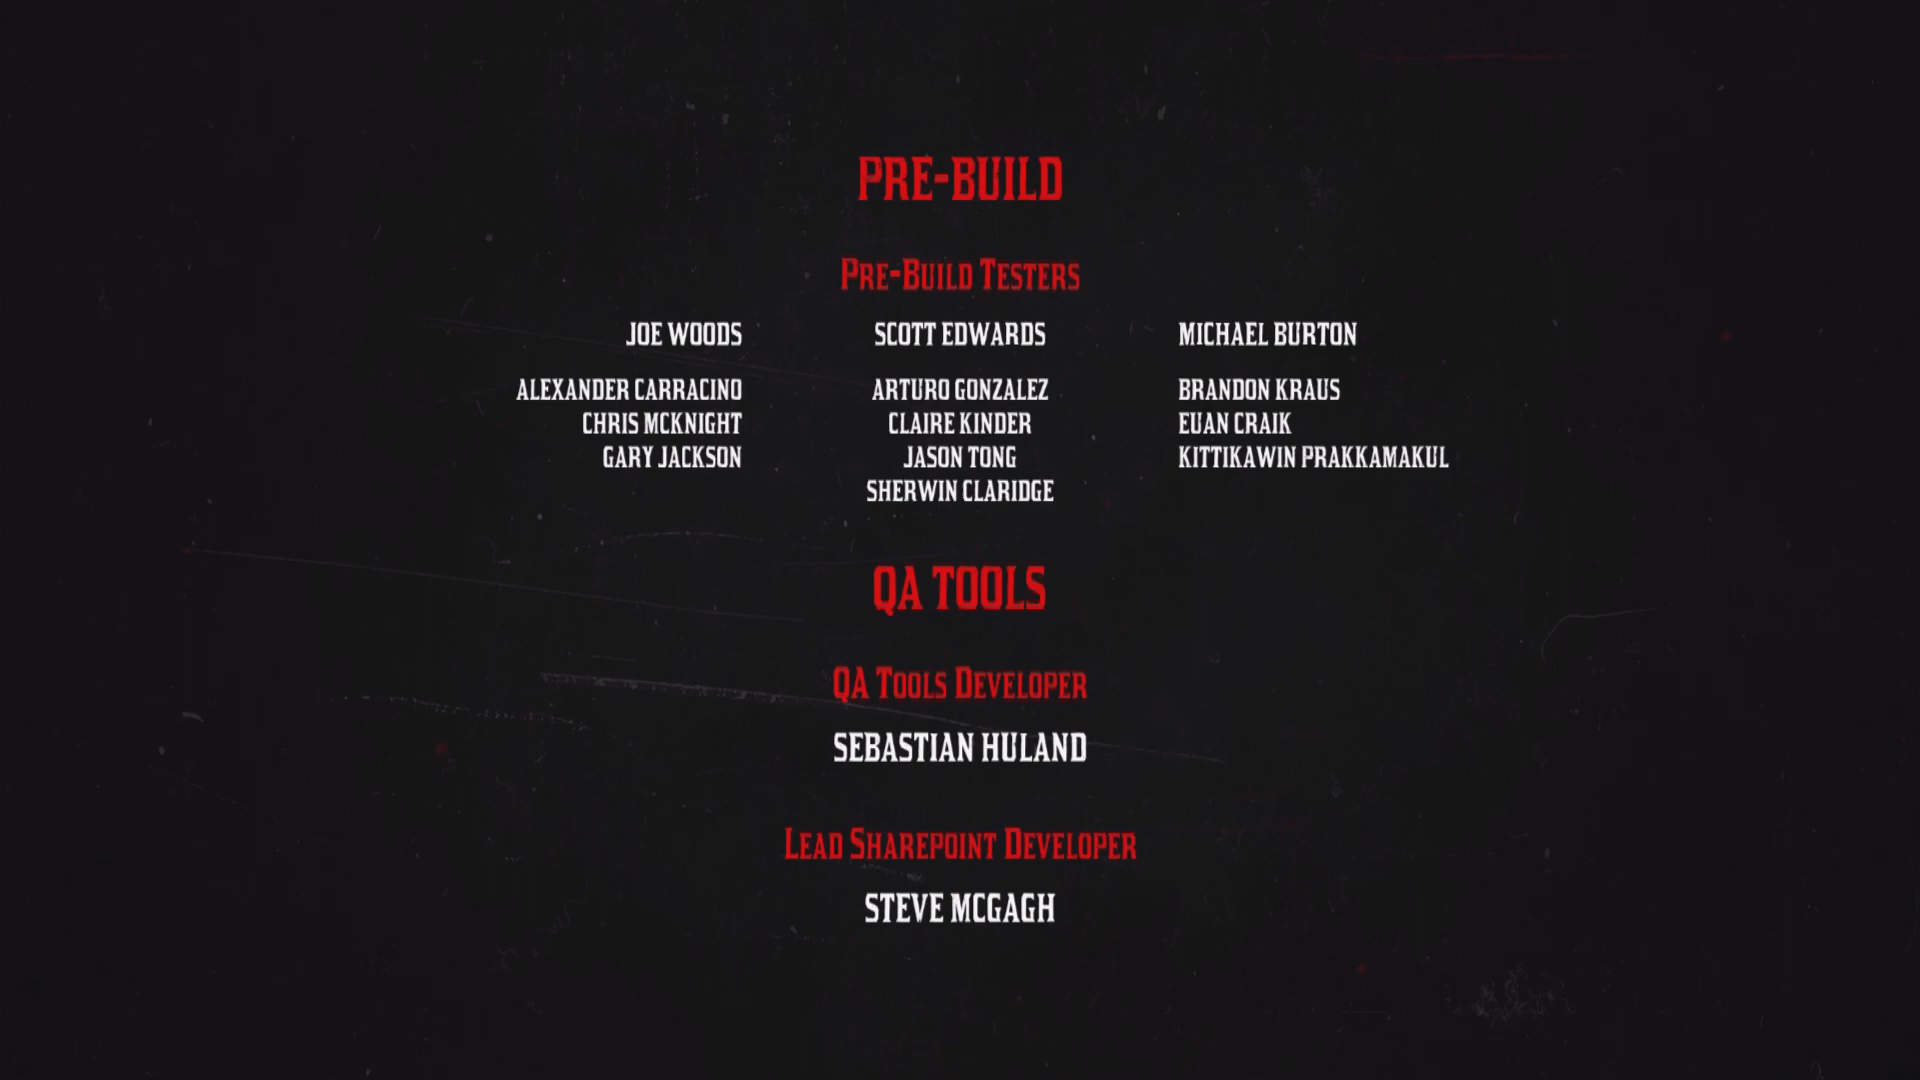 PRE-BUILD
PRE-BUILD TESTERS
JOE WOODS SCOTT EDWARDS MICHAEL BURTON
ALEXANDER CARRACINO ARTURO GONZALEZ BRANDON KRAUS
CHRIS MCKNIGHT CLAIRE KINDER EUAN CRAIK
GARY JACKSON JASON TONG KITTIKAWIN PRAKKAMAKUL
SHERWIN CLARIDGE
QA TOOLS
QA TOOLS DEVELOPER
SEBASTIAN HULAND
LEAD SHAREPOINT DEVELOPER
STEVE MCGAGH